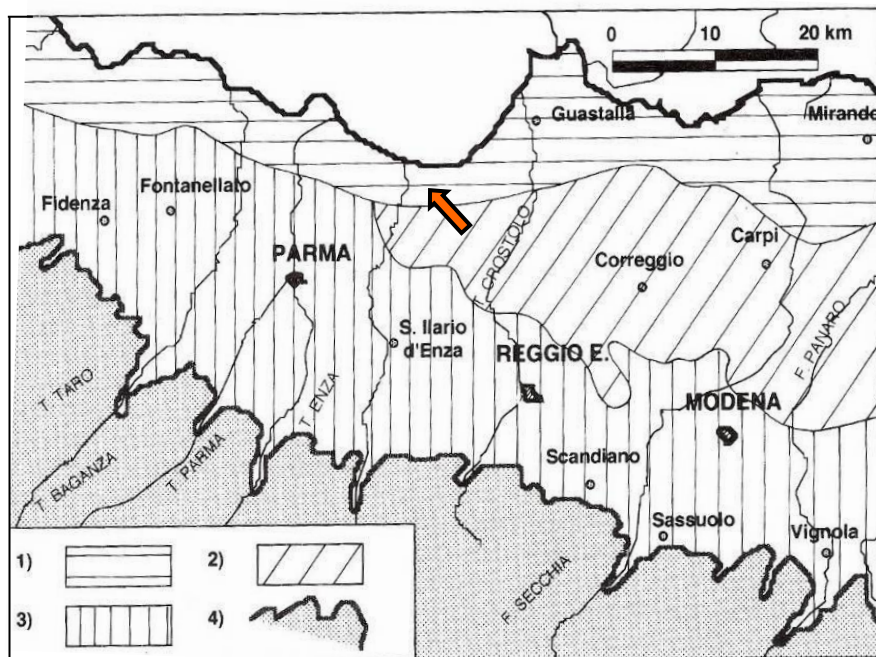 0 10 20 km
Guastalla
Mirando
Fidenza
Fontanellato
PARMA
F. CROSTOLO
Correggio
Carpi
S. Ilario
d'Enza
REGGIO E.
F. PANARO
T. TARO
T. ENZA
MODENA
T. BAGANZA
T. PARMA
Scandiano
Sassuolo
Vignola
F. SECCHIA
1)
2)
3)
4)